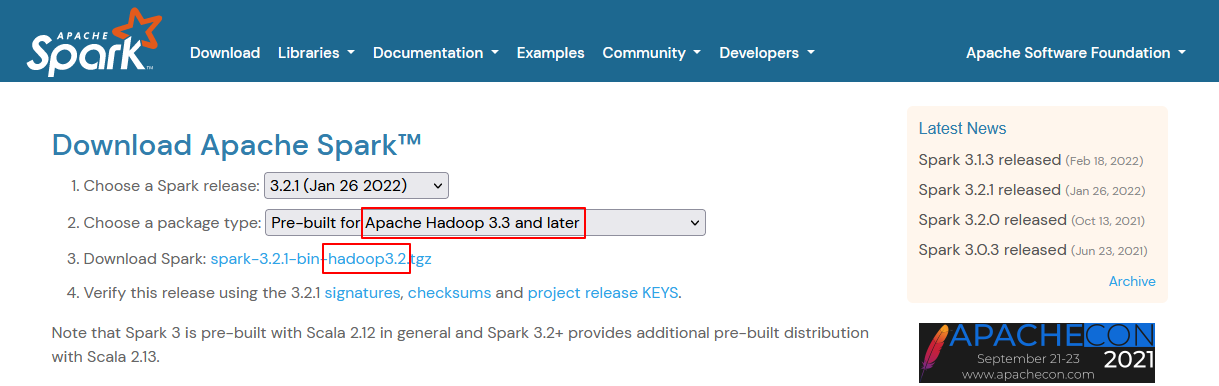 APACHE
Spark™
Download Libraries Documentation Examples Community Developers Apache Software Foundation
Download Apache Spark™
1. Choose a Spark release: 3.2.1 (Jan 26 2022)
2. Choose a package type: Pre-built for Apache Hadoop 3.3 and later
3. Download Spark: spark-3.2.1-bin-hadoop3.2.tgz
4. Verify this release using the 3.2.1 signatures, checksums and project release KEYS.
Note that Spark 3 is pre-built with Scala 2.12 in general and Spark 3.2+ provides additional pre-built distribution
with Scala 2.13.
Latest News
Spark 3.1.3 released (Feb 18, 2022)
Spark 3.2.1 released (Jan 26, 2022)
Spark 3.2.0 released (Oct 13, 2021)
Spark 3.0.3 released (Jun 23, 2021)
Archive
APACHECON
September 21-23 2021
www.apachecon.com